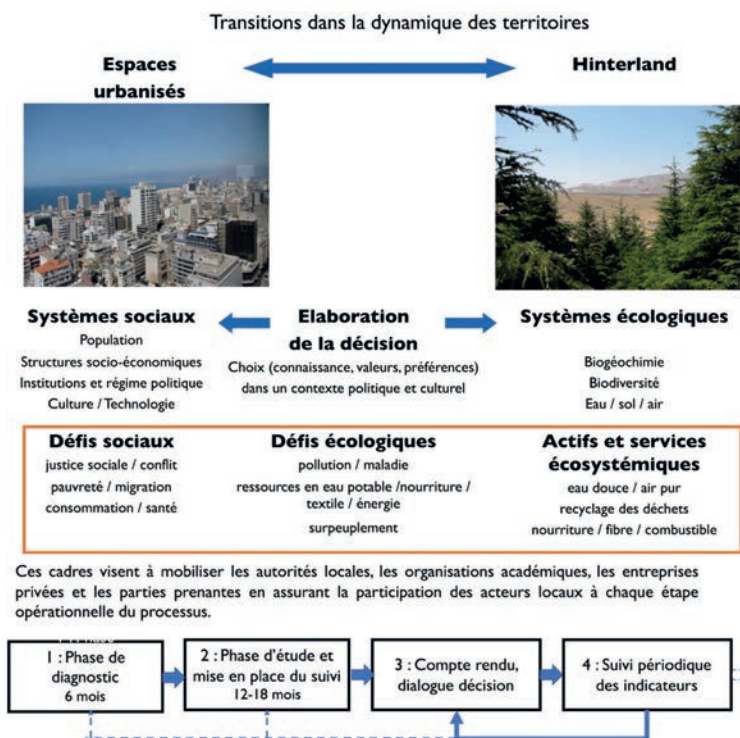 Transitions dans la dynamique des territoires
Espaces
urbanisés
Hinterland
Systèmes sociaux
Population
Structures socio-économiques
Institutions et régime politique
Culture / Technologie
Elaboration
de la décision
Choix (connaissance, valeurs, préférences)
dans un contexte politique et culturel
Systèmes écologiques
Biogéochimie
Biodiversité
Eau / sol / air
Défis sociaux
justice sociale / conflit
pauvreté / migration
consommation / santé
Défis écologiques
pollution / maladie
ressources en eau potable /nourriture /
textile / énergie
surpeuplement
Actifs et services
écosystémiques
eau douce / air pur
recyclage des déchets
nourriture / fibre / combustible
Ces cadres visent à mobiliser les autorités locales, les organisations académiques, les entreprises
privées et les parties prenantes en assurant la participation des acteurs locaux à chaque étape
opérationnelle du processus.
1 : Phase de
diagnostic
6 mois
2 : Phase d'étude et
mise en place du suivi
12-18 mois
3 : Compte rendu,
dialogue décision
4 : Suivi périodique
des indicateurs